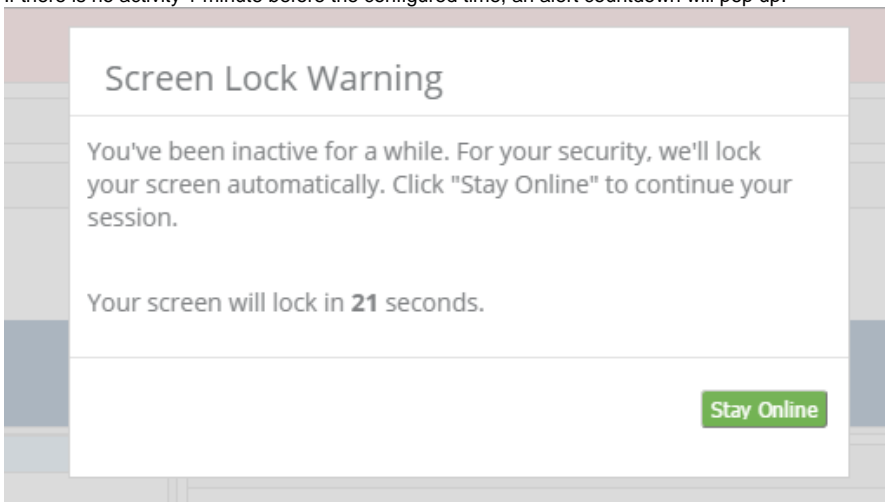 If there is no activity 1 minute before the configured time, an alert countdown will pop up.
Screen Lock Warning
You've been inactive for a while. For your security, we'll lock
your screen automatically. Click "Stay Online" to continue your
session.
Your screen will lock in 21 seconds.
Stay Online